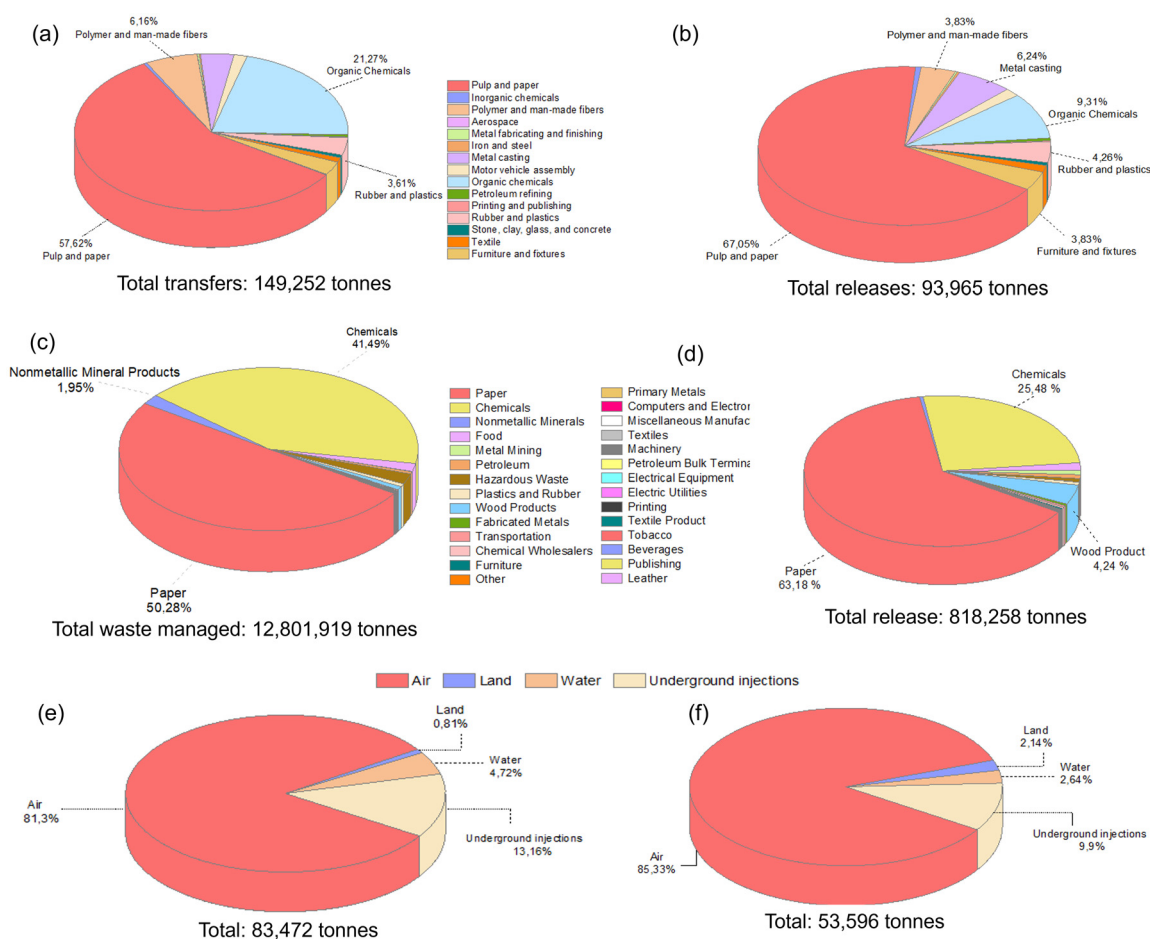 (a)
6,16%
Polymer and man-made fibers
21,27%
Organic Chemicals
3,61%
Rubber and plastics
57,62%
Pulp and paper
Total transfers: 149,252 tonnes
Pulp and paper
Inorganic chemicals
Polymer and man-made fibers
Aerospace
Metal fabricating and finishing
Iron and steel
Metal casting
Motor vehicle assembly
Organic chemicals
Petroleum refining
Printing and publishing
Rubber and plastics
Stone, clay, glass, and concrete
Textile
Furniture and fixtures
(b)
3,83%
Polymer and man-made fibers
6,24%
Metal casting
9,31%
Organic Chemicals
4,26%
Rubber and plastics
3,83%
Furniture and fixtures
67,05%
Pulp and paper
Total releases: 93,965 tonnes
(c)
Chemicals
41,49%
Nonmetallic Mineral Products
1,95%
Paper
50,28%
Total waste managed: 12,801,919 tonnes
Paper
Chemicals
Nonmetallic Minerals
Food
Metal Mining
Petroleum
Hazardous Waste
Plastics and Rubber
Wood Products
Fabricated Metals
Transportation
Chemical Wholesalers
Furniture
Other
Primary Metals
Computers and Electror
Miscellaneous Manufac
Textiles
Machinery
Petroleum Bulk Termina
Electrical Equipment
Electric Utilities
Printing
Textile Product
Tobacco
Beverages
Publishing
Leather
(d)
Chemicals
25,48 %
Wood Product
4,24 %
Paper
63,18 %
Total release: 818,258 tonnes
Air
Land
Water
Underground injections
(e)
Land
0,81%
Water
4,72%
Air
81,3%
Underground injections
13,16%
Total: 83,472 tonnes
(f)
Land
2,14%
Water
2,64%
Underground injections
9,9%
Air
85,33%
Total: 53,596 tonnes